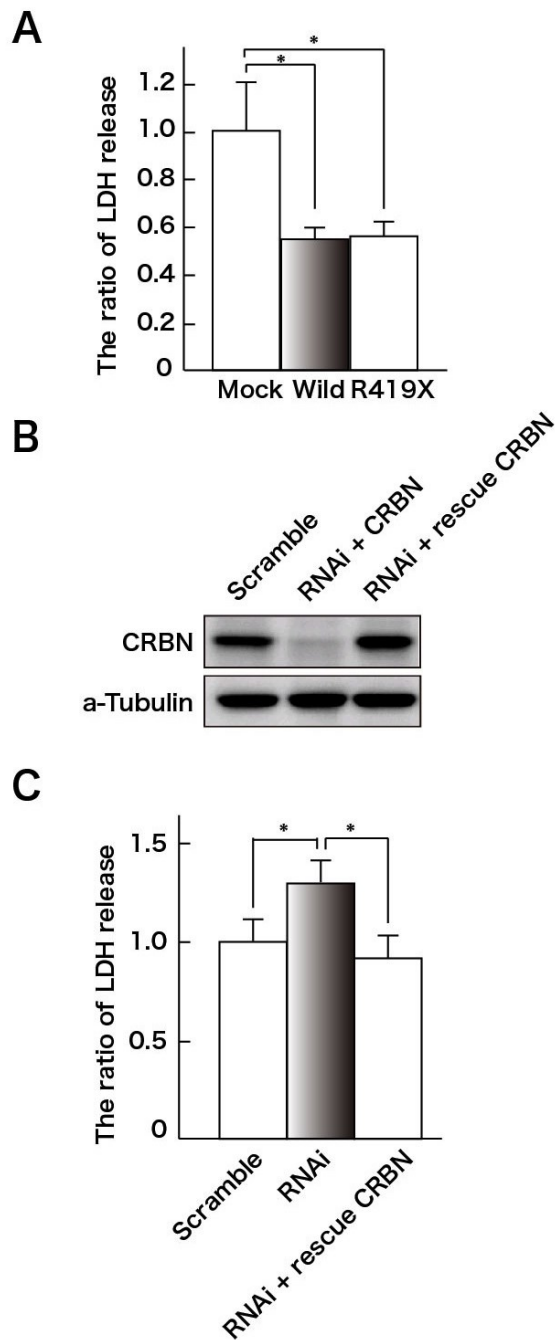 A
The ratio of LDH release
*
*
1.2
1.0
0.8
0.6
0.4
0.2
0
Mock Wild R419X
B
Scramble
RNAi + CRBN
RNAi + rescue CRBN
CRBN
a-Tubulin
C
The ratio of LDH release
* *
1.5
1.0
0.5
0
Scramble
RNAi
RNAi + rescue CRBN